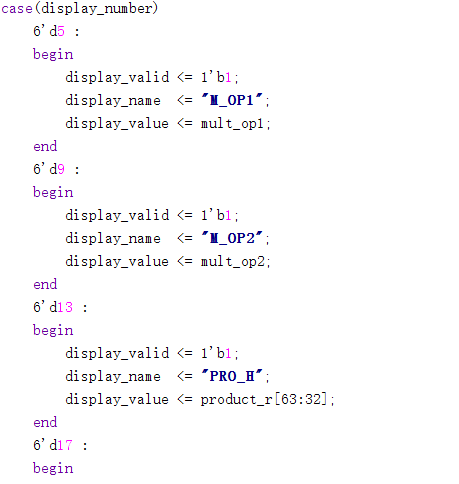 case(display_number)
    6'd5 :
    begin
        display_valid <= 1'b1;
        display_name  <= "M_OP1";
        display_value <= mult_op1;
    end
    6'd9 :
    begin
        display_valid <= 1'b1;
        display_name  <= "M_OP2";
        display_value <= mult_op2;
    end
    6'd13 :
    begin
        display_valid <= 1'b1;
        display_name  <= "PRO_H";
        display_value <= product_r[63:32];
    end
    6'd17 :
    begin